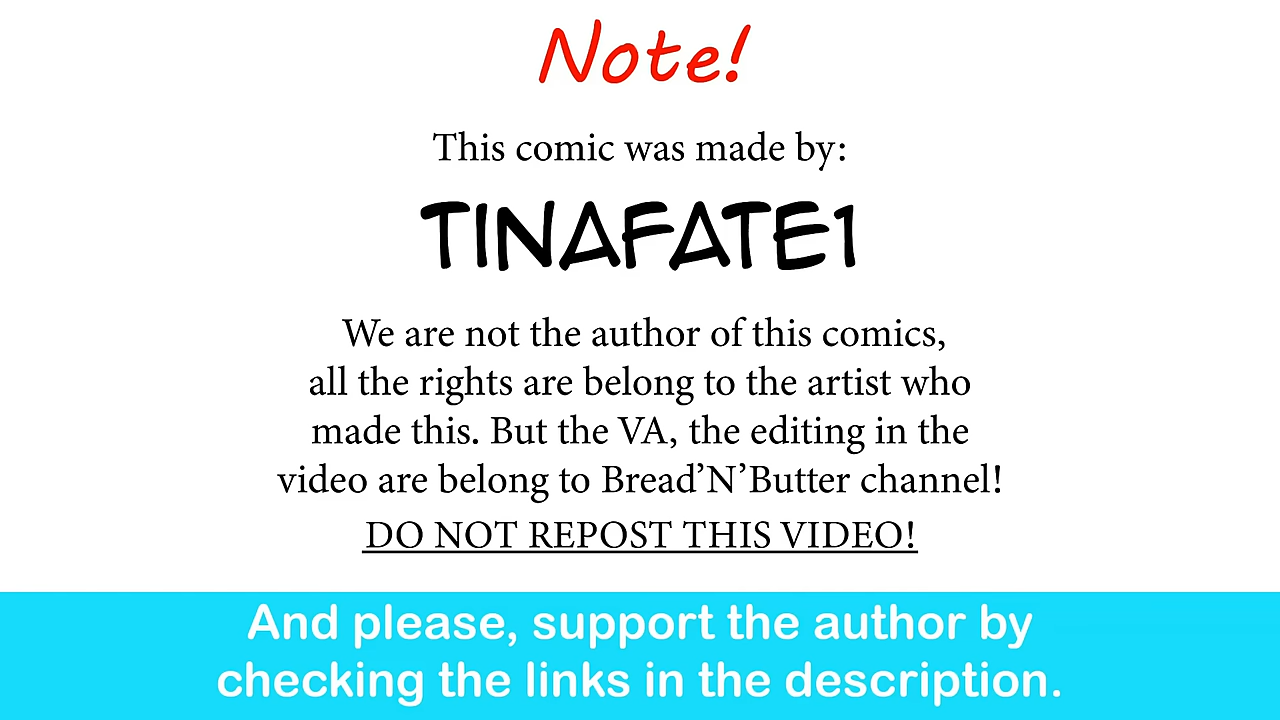 Note!
This comic was made by:
TINAFATE1
We are not the author of this comics,
all the rights are belong to the artist who
made this. But the VA, the editing in the
video are belong to Bread’N’Butter channel!
DO NOT REPOST THIS VIDEO!
And please, support the author by
checking the links in the description.